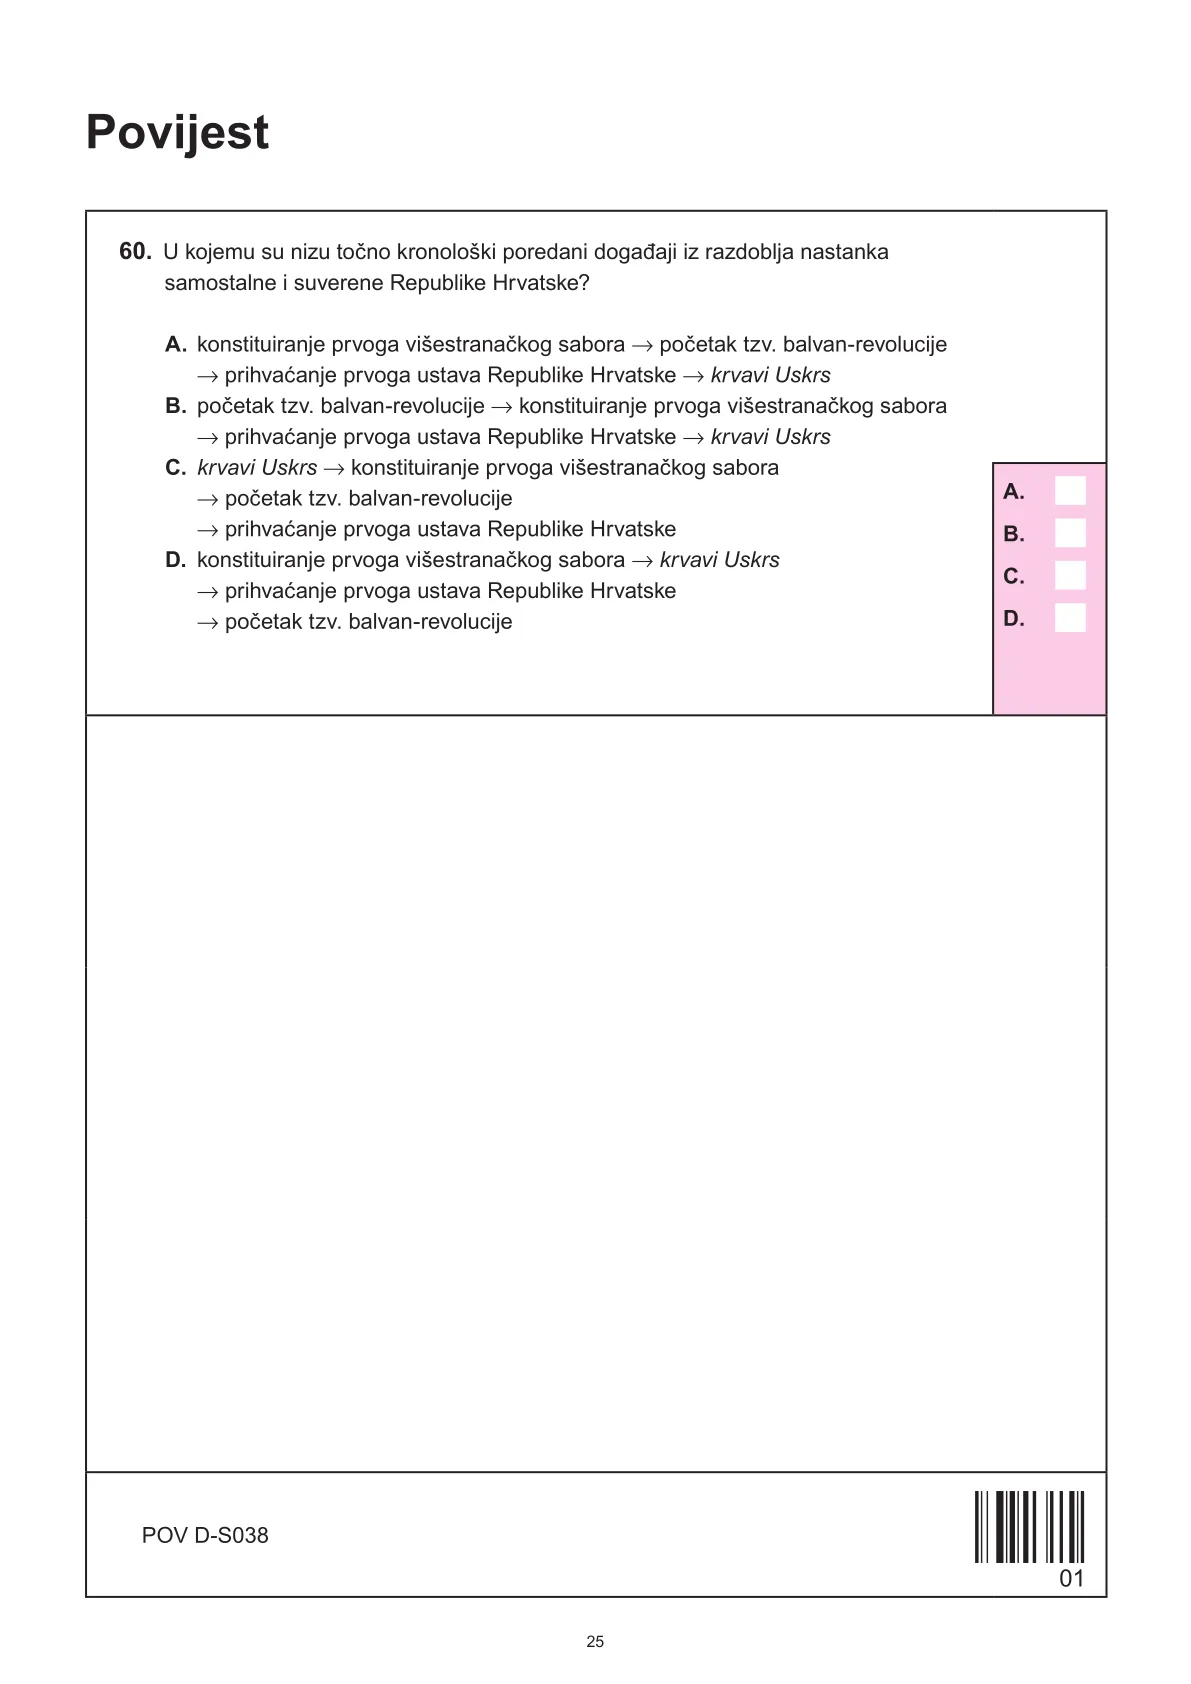 Povijest
60. U kojemu su nizu točno kronološki poredani događaji iz razdoblja nastanka
samostalne i suverene Republike Hrvatske?
A. konstituiranje prvoga višestranačkog sabora → početak tzv. balvan-revolucije
→ prihvaćanje prvoga ustava Republike Hrvatske → krvavi Uskrs
B. početak tzv. balvan-revolucije → konstituiranje prvoga višestranačkog sabora
→ prihvaćanje prvoga ustava Republike Hrvatske → krvavi Uskrs
C. krvavi Uskrs → konstituiranje prvoga višestranačkog sabora
→ početak tzv. balvan-revolucije
→ prihvaćanje prvoga ustava Republike Hrvatske
D. konstituiranje prvoga višestranačkog sabora → krvavi Uskrs
→ prihvaćanje prvoga ustava Republike Hrvatske
→ početak tzv. balvan-revolucije
A.
B.
C.
D.
POV D-S038
01
25